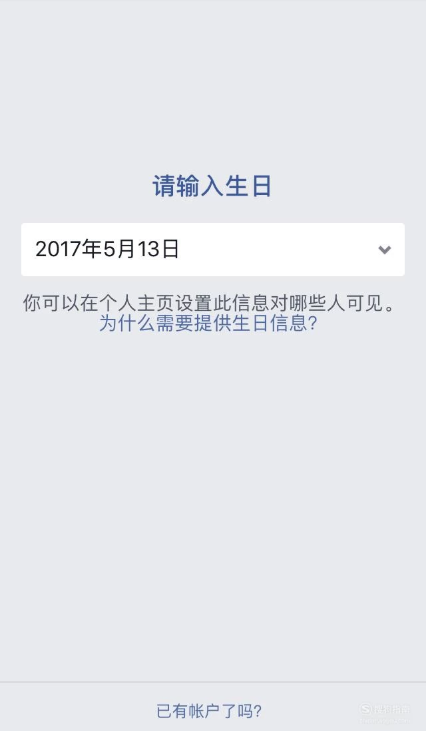 请输入生日
2017年5月13日
你可以在个人主页设置此信息对哪些人可见。
为什么需要提供生日信息?
已有帐户了吗?